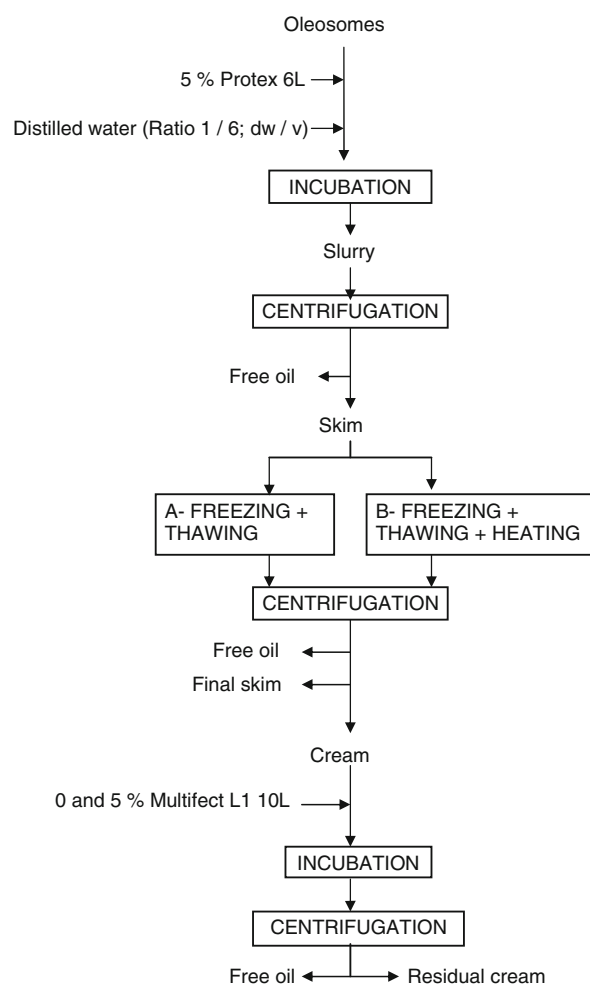 Oleosomes
5 % Protex 6L
Distilled water (Ratio 1 / 6; dw / v)
INCUBATION
Slurry
CENTRIFUGATION
Free oil
Skim
A- FREEZING +
THAWING
B- FREEZING +
THAWING + HEATING
CENTRIFUGATION
Free oil
Final skim
Cream
0 and 5 % Multifect L1 10L
INCUBATION
CENTRIFUGATION
Free oil
Residual cream